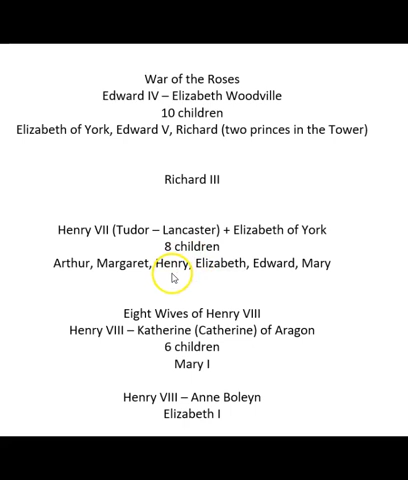 War of the Roses
Edward IV – Elizabeth Woodville
10 children
Elizabeth of York, Edward V, Richard (two princes in the Tower)
Richard III
Henry VII (Tudor – Lancaster) + Elizabeth of York
8 children
Arthur, Margaret, Henry, Elizabeth, Edward, Mary
Eight Wives of Henry VIII
Henry VIII – Katherine (Catherine) of Aragon
6 children
Mary I
Henry VIII – Anne Boleyn
Elizabeth I